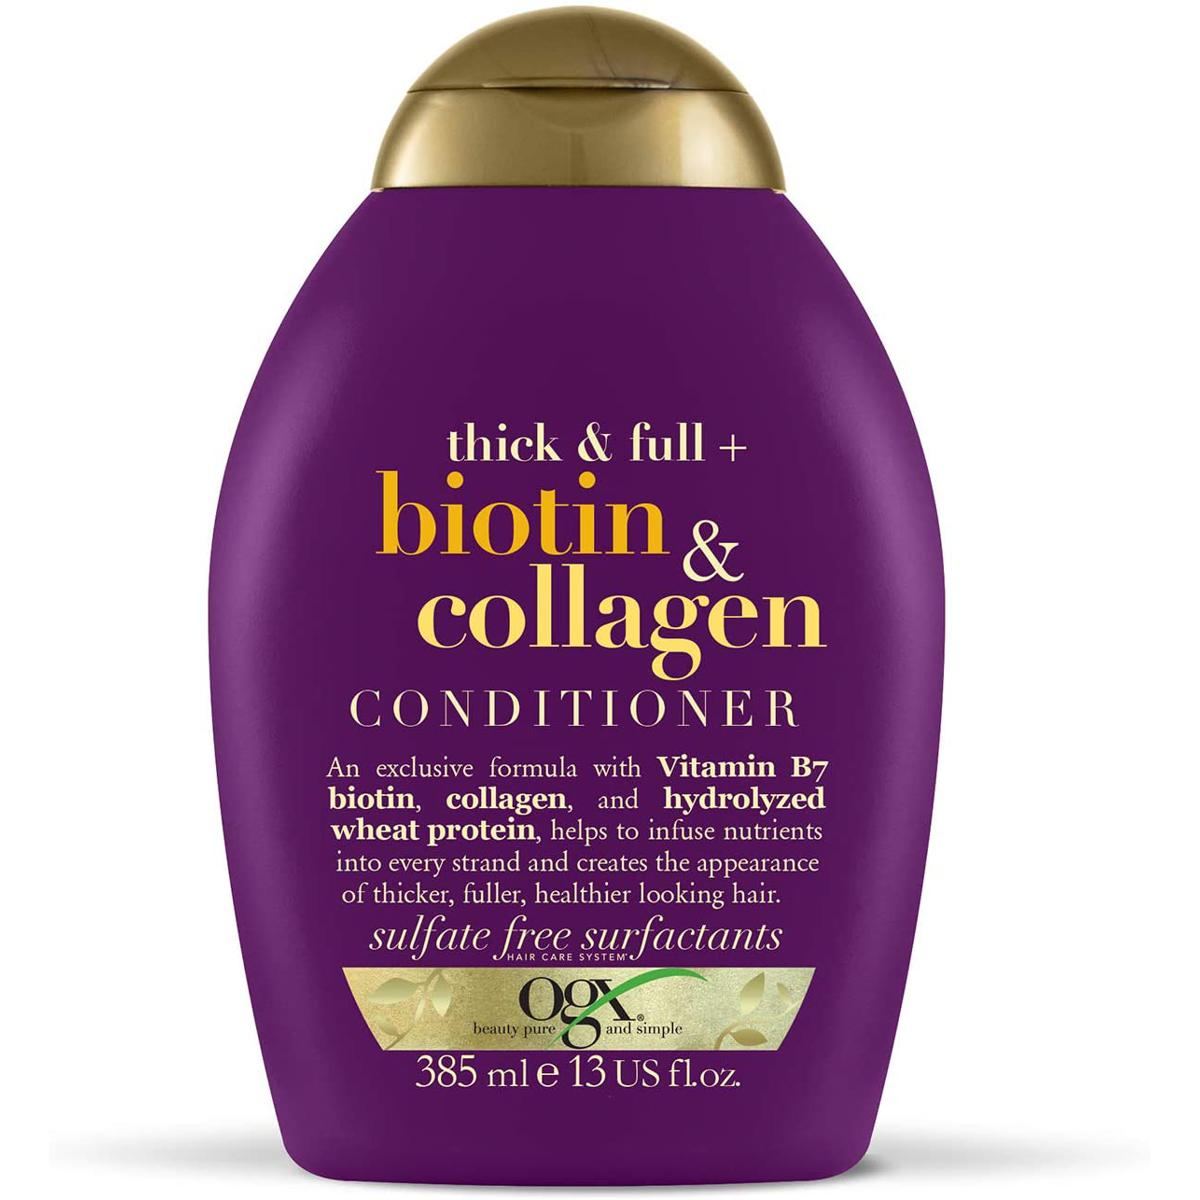 thick & full +
biotin &
collagen
CONDITIONER
An exclusive formula with Vitamin B7
biotin, collagen, and hydrolyzed
wheat protein, helps to infuse nutrients
into every strand and creates the appearance
of thicker, fuller, healthier looking hair.
sulfate free surfactants
HAIR CARE SYSTEM*
ogx®
beauty pure and simple
385 ml e 13 US fl.oz.